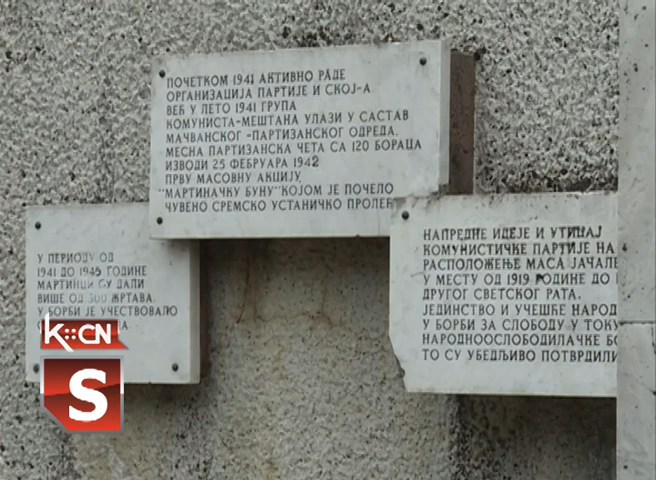 ПОЧЕТКОМ 1941 АКТИВНО РАДЕ
ОРГАНИЗАЦИЈА ПАРТИЈЕ И СКОЈ-А
ВЕЋ У ЛЕТО 1941 ГРУПА
КОМУНИСТА-МЕШТАНА УЛАЗИ У САСТАВ
МАЧВАНСКОГ -ПАРТИЗАНСКОГ ОДРЕДА.
МЕСНА ПАРТИЗАНСКА ЧЕТА СА 120 БОРАЦА
ИЗВОДИ 25 ФЕБРУАРА 1942
ПРВУ МАСОВНУ АКЦИЈУ
"МАРТИНАЧКУ БУНУ" КОЈОМ ЈЕ ПОЧЕЛО
ЧУВЕНО СРЕМСКО УСТАНИЧКО
У ПЕРИОДУ ОД
1941 ДО 1945 ГОДИНЕ
МАРТИНЦИ СУ ДАЛИ
ВИШЕ ОД 300 ЖРТАВА.
У БОРБИ ЈЕ УЧЕСТВОВАЛО
K::CN
S
НАПРЕДНЕ ИДЕЈЕ И УТИЦАЈ
КОМУНИСТИЧКЕ ПАРТИЈЕ НА
РАСПОЛОЖЕЊЕ МАСА ЈАЧАЛЕ
У МЕСТУ ОД 1919 ГОДИНЕ ДО
ДРУГОГ СВЕТСКОГ РАТА.
ЈЕДИНСТВО И УЧЕШЋЕ НАРОД
У БОРБИ ЗА СЛОБОДУ У ТОКУ
НАРОДНООСЛОБОДИЛАЧКЕ
ТО СУ УБЕДЉИВО ПОТВРДИЛИ